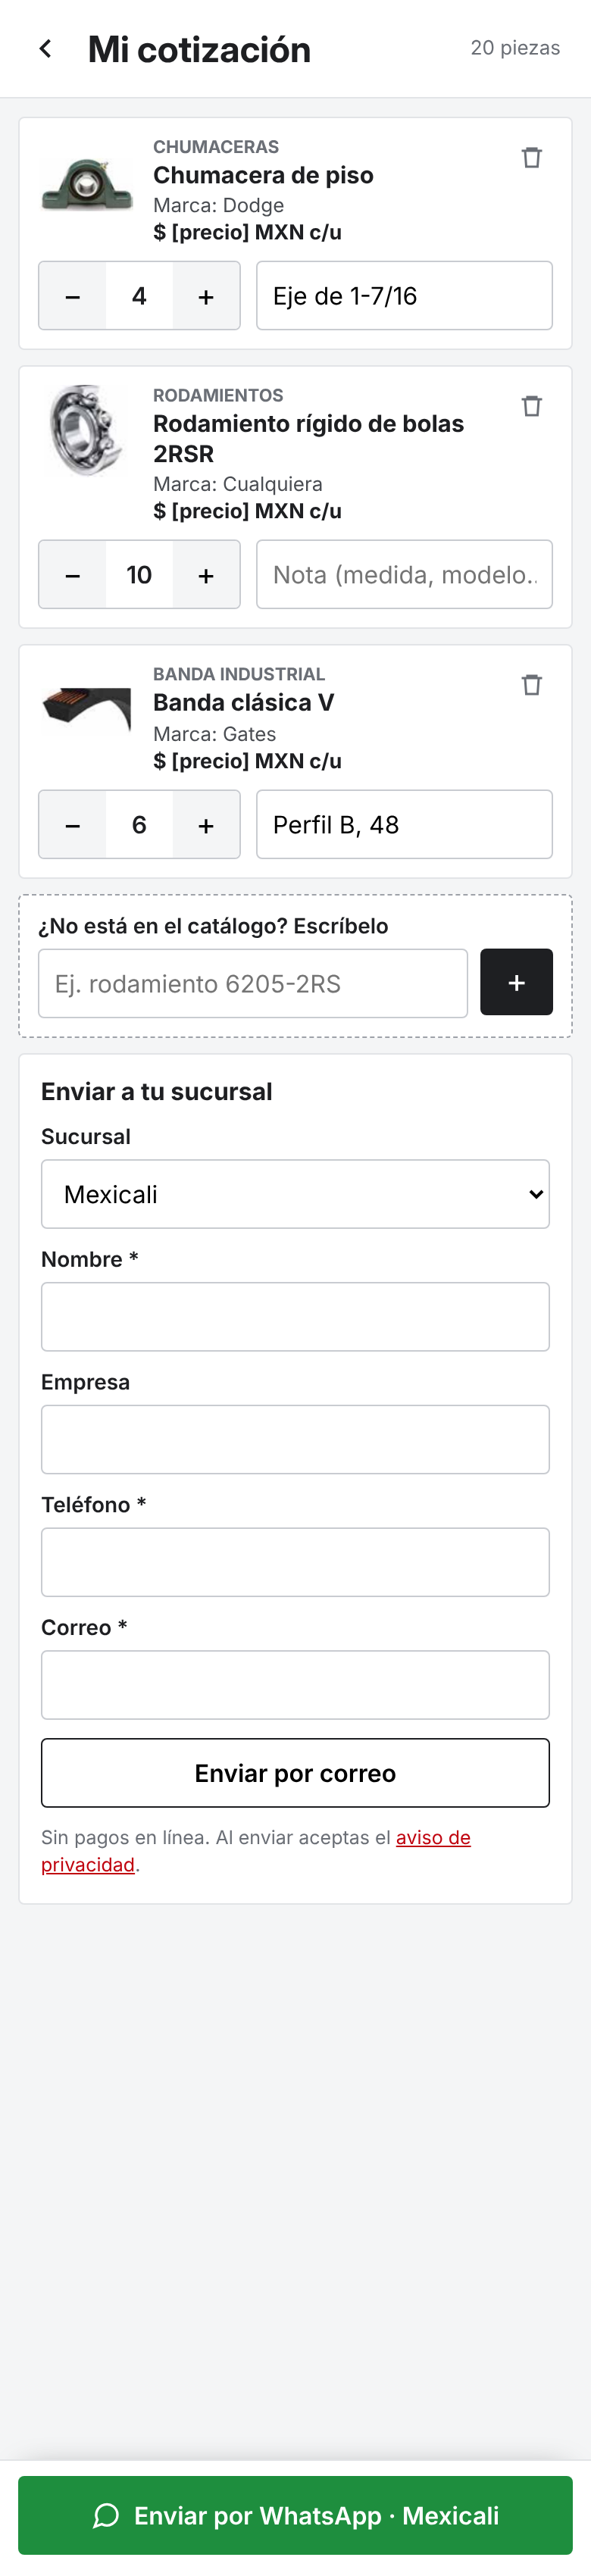 Mi cotización
20 piezas
CHUMACERAS
Chumacera de piso
Marca: Dodge
$ [precio] MXN c/u
− 4 +
Eje de 1-7/16
RODAMIENTOS
Rodamiento rígido de bolas
2RSR
Marca: Cualquiera
$ [precio] MXN c/u
− 10 +
Nota (medida, modelo..
BANDA INDUSTRIAL
Banda clásica V
Marca: Gates
$ [precio] MXN c/u
− 6 +
Perfil B, 48
¿No está en el catálogo? Escríbelo
Ej. rodamiento 6205-2RS
+
Enviar a tu sucursal
Sucursal
Mexicali
Nombre *
Empresa
Teléfono *
Correo *
Enviar por correo
Sin pagos en línea. Al enviar aceptas el aviso de
privacidad.
Enviar por WhatsApp · Mexicali